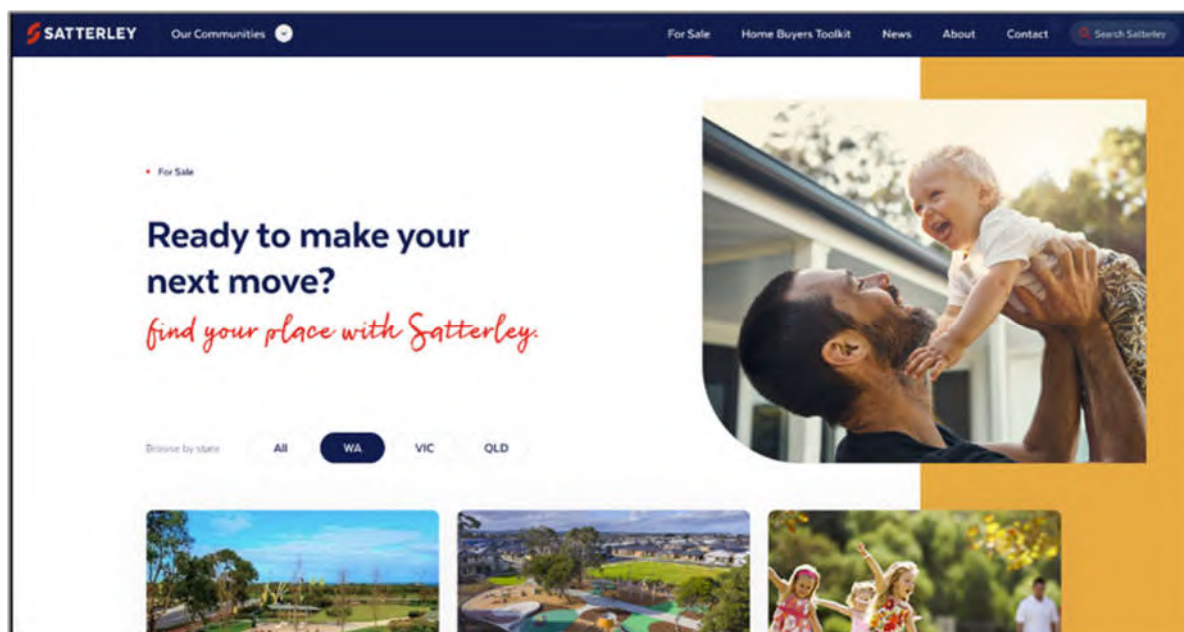 SATTERLEY
Our Communities
For Sale
Home Buyers Toolkit
News
About
Contact
Search Satterley
For Sale
Ready to make your
next move?
find your place with Satterley.
Browse by state
All
WA
VIC
QLD